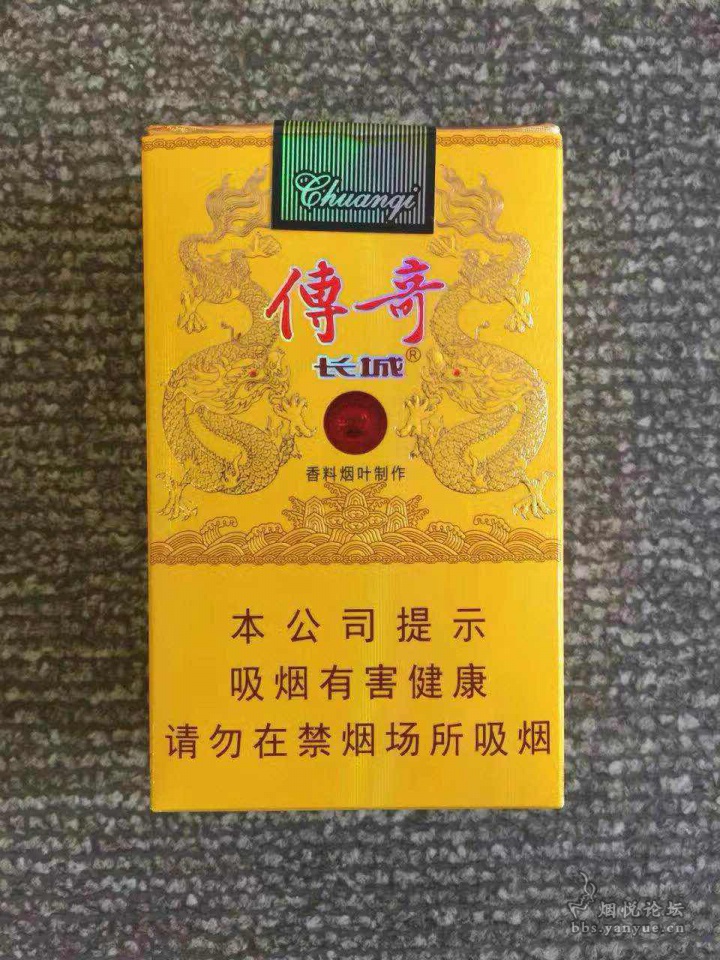 Chuanqi
傳奇
长城®
香料烟叶制作
本公司提示
吸烟有害健康
请勿在禁烟场所吸烟
烟悦论坛
bbs.yanyue.cn